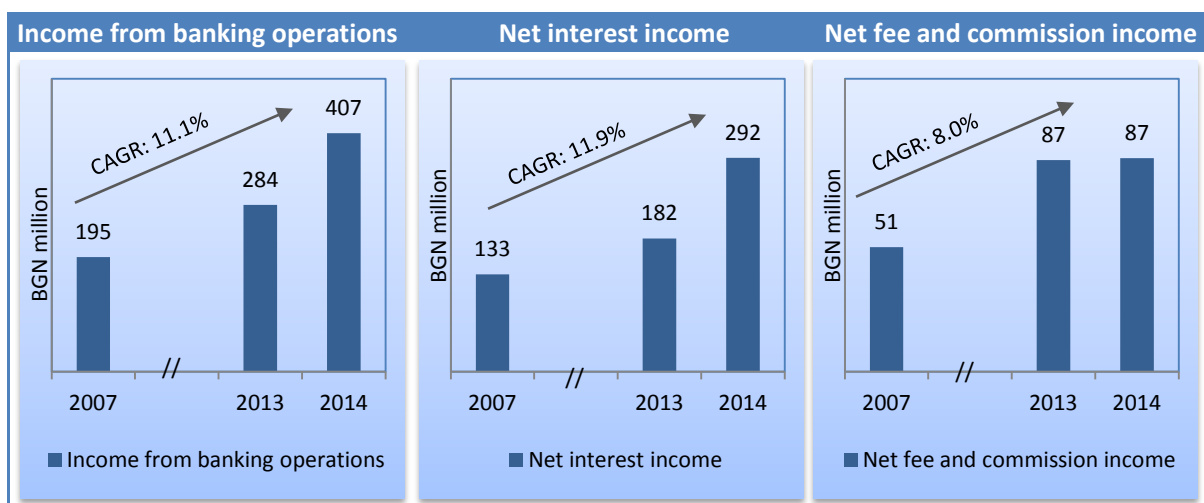 Income from banking operations
BGN million
CAGR: 11.1%
195
284
407
//
2007 2013 2014
Income from banking operations
Net interest income
BGN million
CAGR: 11.9%
133
182
292
//
2007 2013 2014
Net interest income
Net fee and commission income
BGN million
CAGR: 8.0%
51
87
87
//
2007 2013 2014
Net fee and commission income